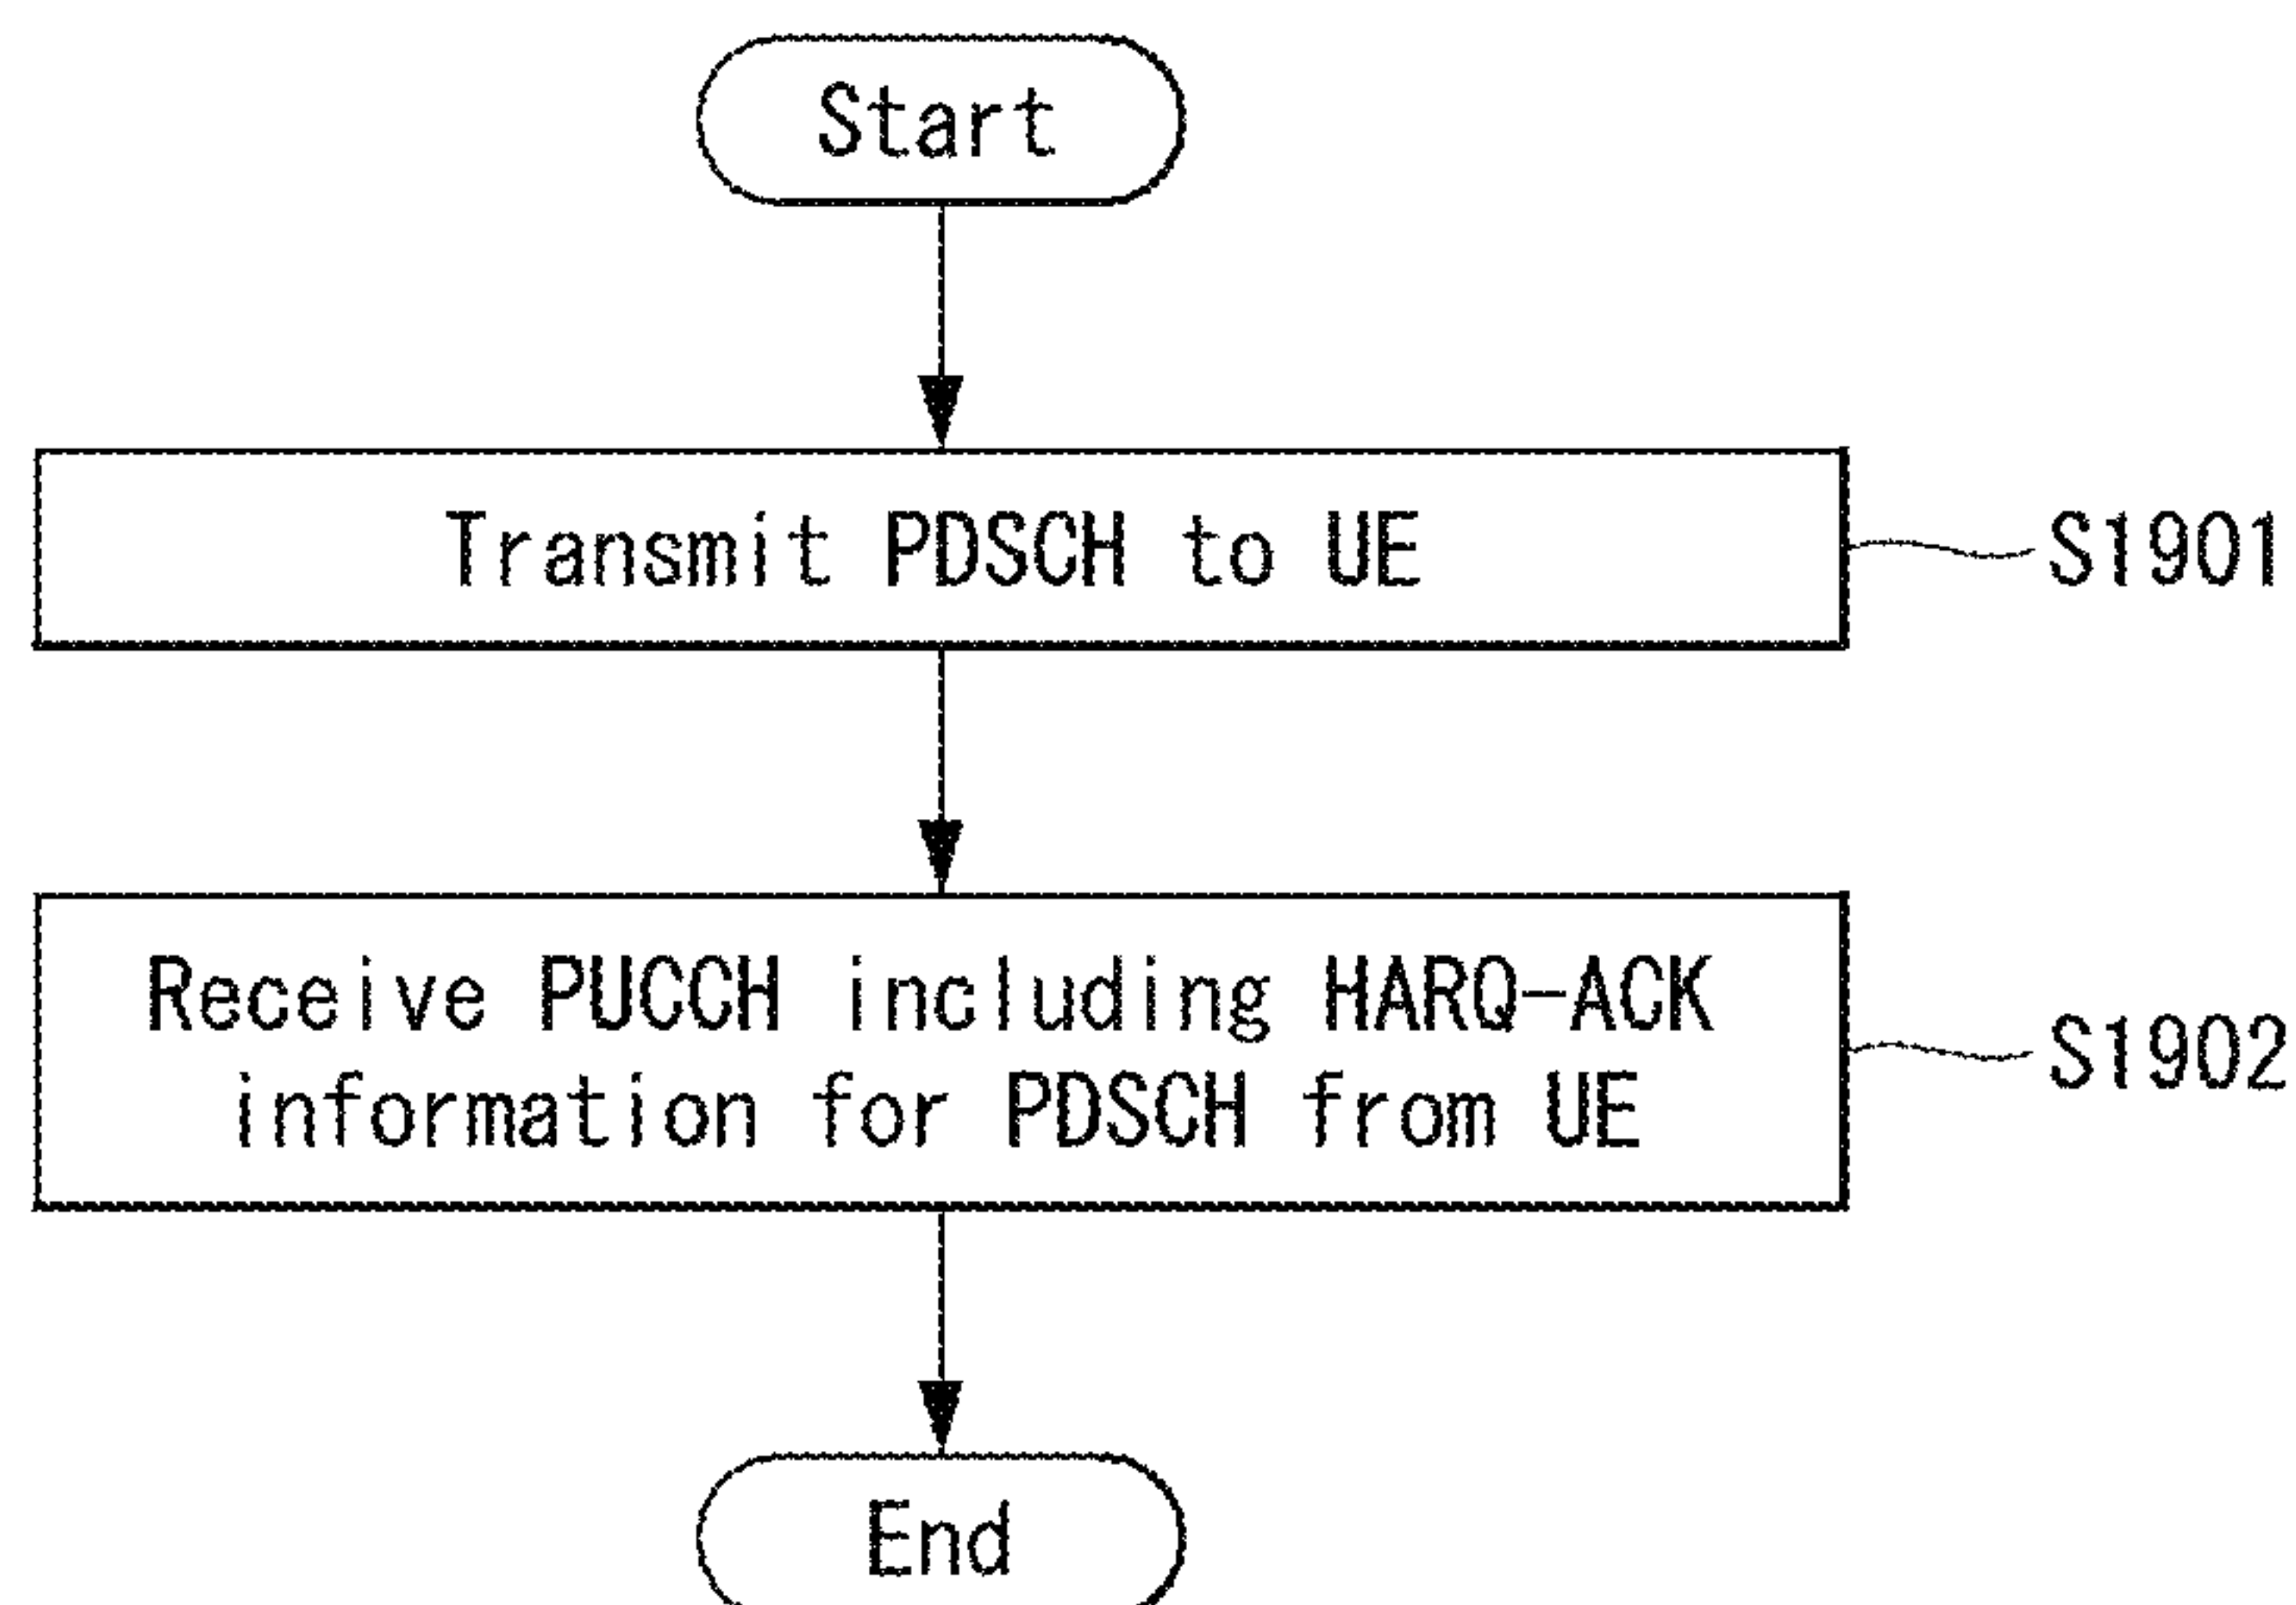 Start
Transmit PDSCH to UE
S1901
Receive PUCCH including HARQ-ACK
information for PDSCH from UE
S1902
End